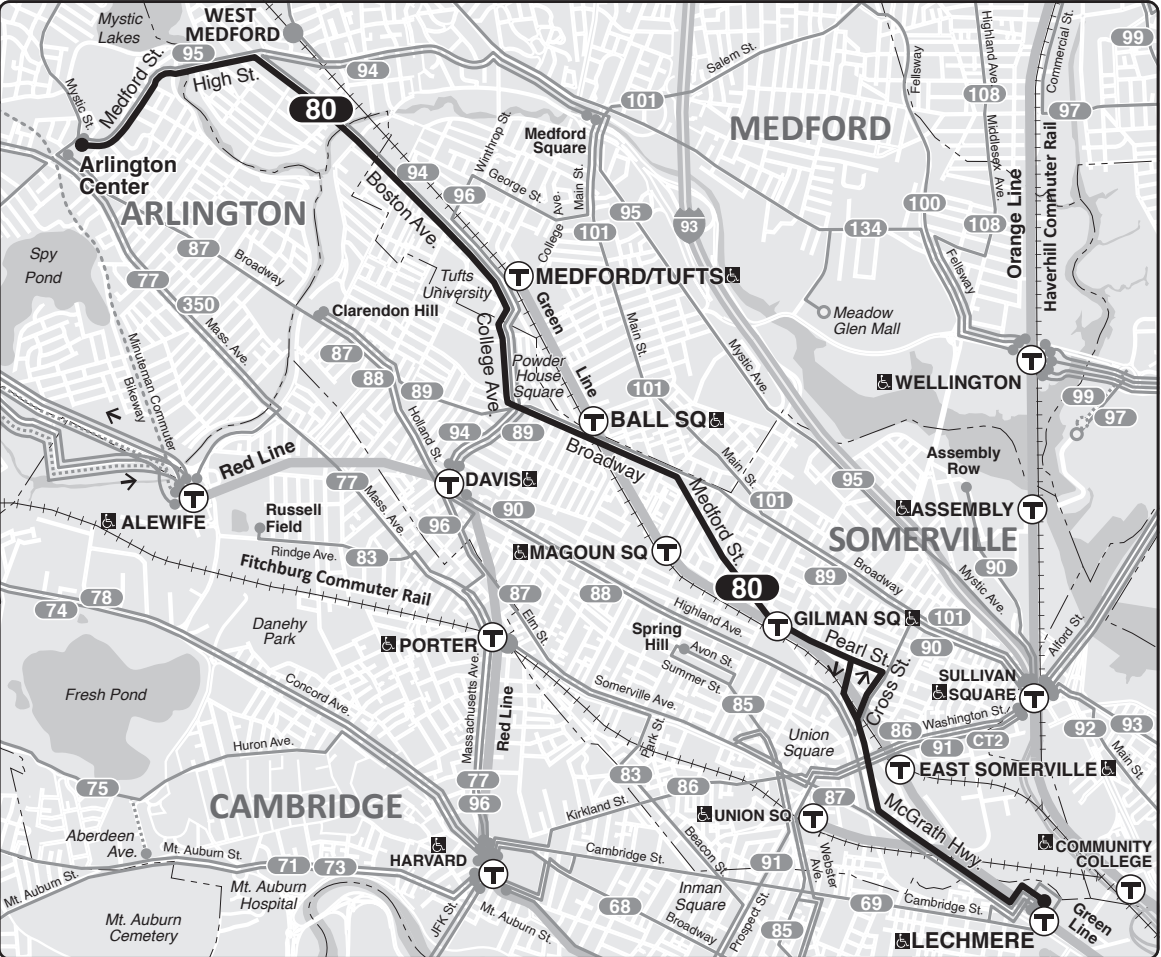 Mystic
Lakes
WEST
MEDFORD
95
Medford St.
High St.
94
Mystic St.
80
Arlington
Center
ARLINGTON
Salem St.
101
Medford
Square
MEDFORD
Fellsway
Highland Ave.
108
Middlesex Ave.
108
Commercial St.
99
97
Orange Line
Haverhill Commuter Rail
Winthrop St.
George St.
94
96
Main St.
College Ave.
95
101
93
100
134
Fellsway
Boston Ave.
Spy
Pond
87
Broadway
77
350
Mass. Ave.
Tufts
University
MEDFORD/TUFTS
T
Clarendon Hill
Green
Line
College Ave.
Powder
House
Square
Main St.
Mystic Ave.
Meadow
Glen Mall
T
WELLINGTON
Minuteman Commuter
Bikeway
87
88
89
Holland St.
94
89
101
T
BALL SQ
99
97
Broadway
Red Line
77
T
ALEWIFE
T
DAVIS
Mass. Ave.
96
90
Main St.
101
95
Assembly
Row
ASSEMBLY
T
SOMERVILLE
Russell
Field
Rindge Ave.
83
Fitchburg Commuter Rail
MAGOUN SQ
T
Medford St.
80
89
Broadway
Mystic Ave.
90
74
78
Danehy
Park
87
Elm St.
88
Highland Ave.
T
GILMAN SQ
101
90
Alford St.
PORTER
T
Spring
Hill
Avon St.
Summer St.
Pearl St.
Cross St.
SULLIVAN
SQUARE
T
Fresh Pond
Concord Ave.
Massachusetts Ave.
Red Line
Somerville Ave.
85
Park St.
Union
Square
86
Washington St.
91
CT2
92
93
Main St.
Huron Ave.
75
77
96
83
86
T
EAST SOMERVILLE
CAMBRIDGE
Kirkland St.
UNION SQ
T
87
McGrath Hwy.
COMMUNITY
COLLEGE
T
Aberdeen
Ave.
Mt. Auburn St.
71
73
HARVARD
T
Cambridge St.
Beacon St.
91
Webster
Ave.
Mt. Auburn St.
Mt. Auburn
Hospital
Mt. Auburn
Cemetery
JFK St.
Mt. Auburn St.
68
Inman
Square
Broadway
Prospect St.
85
69
Cambridge St.
T
LECHMERE
Green
Line